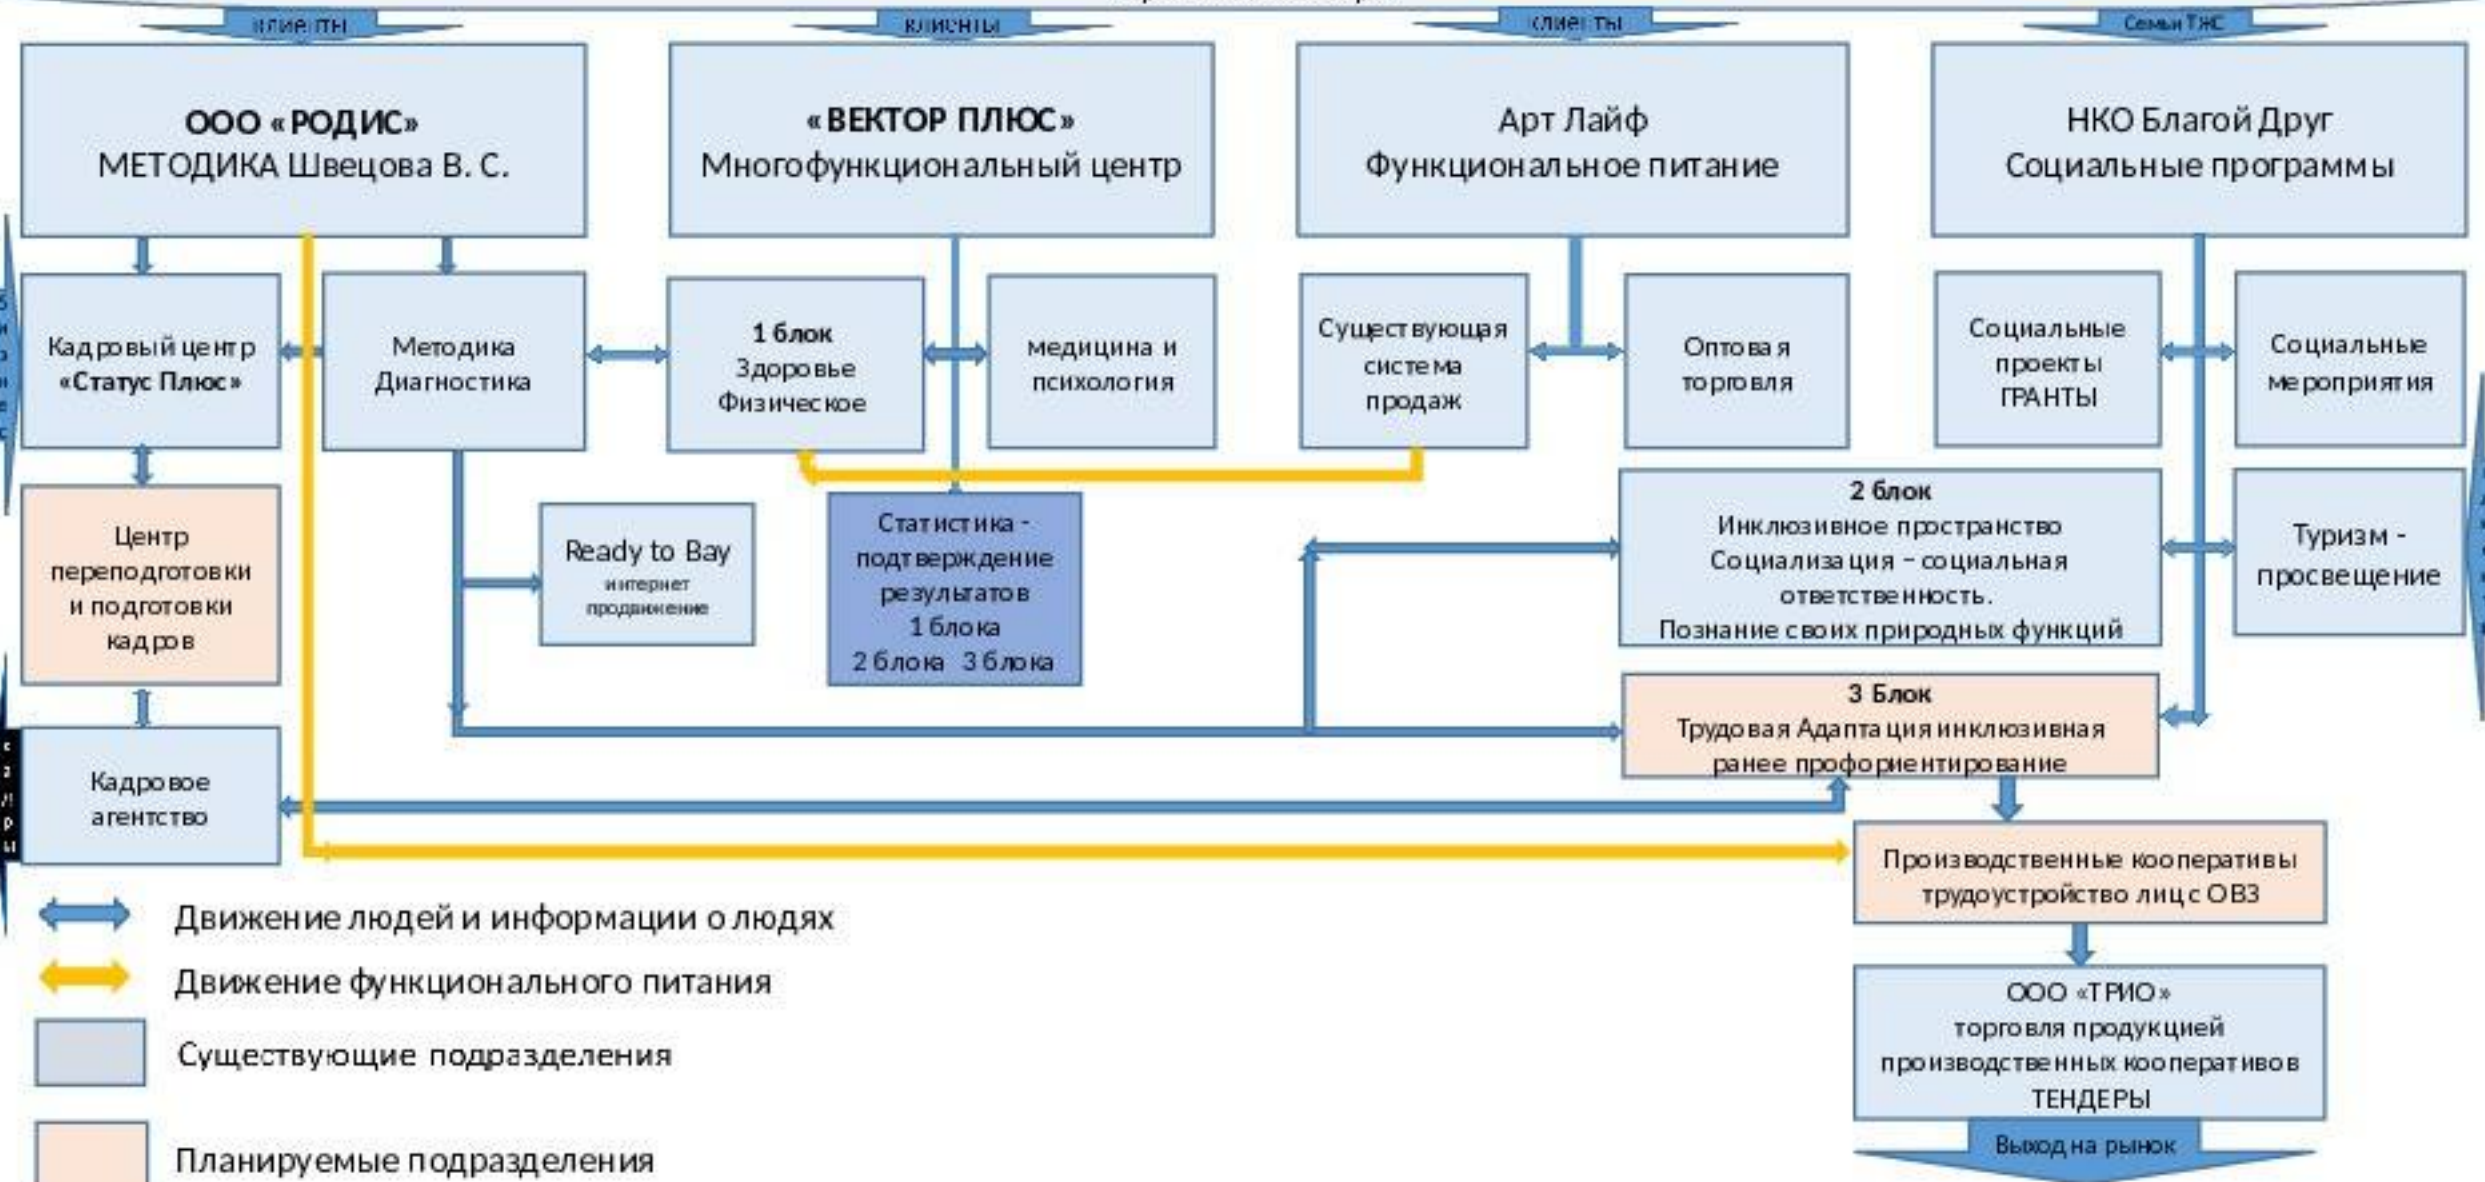 клиенты
клиенты
клиенты
Семьи ТЖС
ООО «РОДИС»
МЕТОДИКА Швецова В. С.
«ВЕКТОР ПЛЮС»
Многофункциональный центр
Арт Лайф
Функциональное питание
НКО Благой Друг
Социальные программы
Кадровый центр
«Статус Плюс»
Методика
Диагностика
1 блок
Здоровье
Физическое
медицина и
психология
Существующая
система
продаж
Оптовая
торговля
Социальные
проекты
ГРАНТЫ
Социальные
мероприятия
Центр
переподготовки
и подготовки
кадров
Ready to Bay
интернет
продвижение
Статистика -
подтверждение
результатов
1 блока
2 блока 3 блока
2 блок
Инклюзивное пространство
Социализация – социальная
ответственность.
Познание своих природных функций
Туризм -
просвещение
3 Блок
Трудовая Адаптация инклюзивная
ранее профориентирование
Кадровое
агентство
Производственные кооперативы
трудоустройство лиц с ОВЗ
ООО «ТРИО»
торговля продукцией
производственных кооперативов
ТЕНДЕРЫ
Выход на рынок
Движение людей и информации о людях
Движение функционального питания
Существующие подразделения
Планируемые подразделения